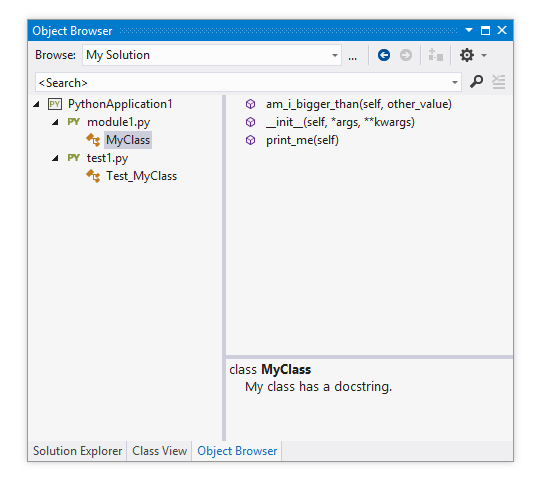 Object Browser
Browse: My Solution ...
<Search>
PY PythonApplication1
PY module1.py
MyClass
PY test1.py
Test_MyClass
am_i_bigger_than(self, other_value)
__init__(self, *args, **kwargs)
print_me(self)
class MyClass
My class has a docstring.
Solution Explorer Class View Object Browser